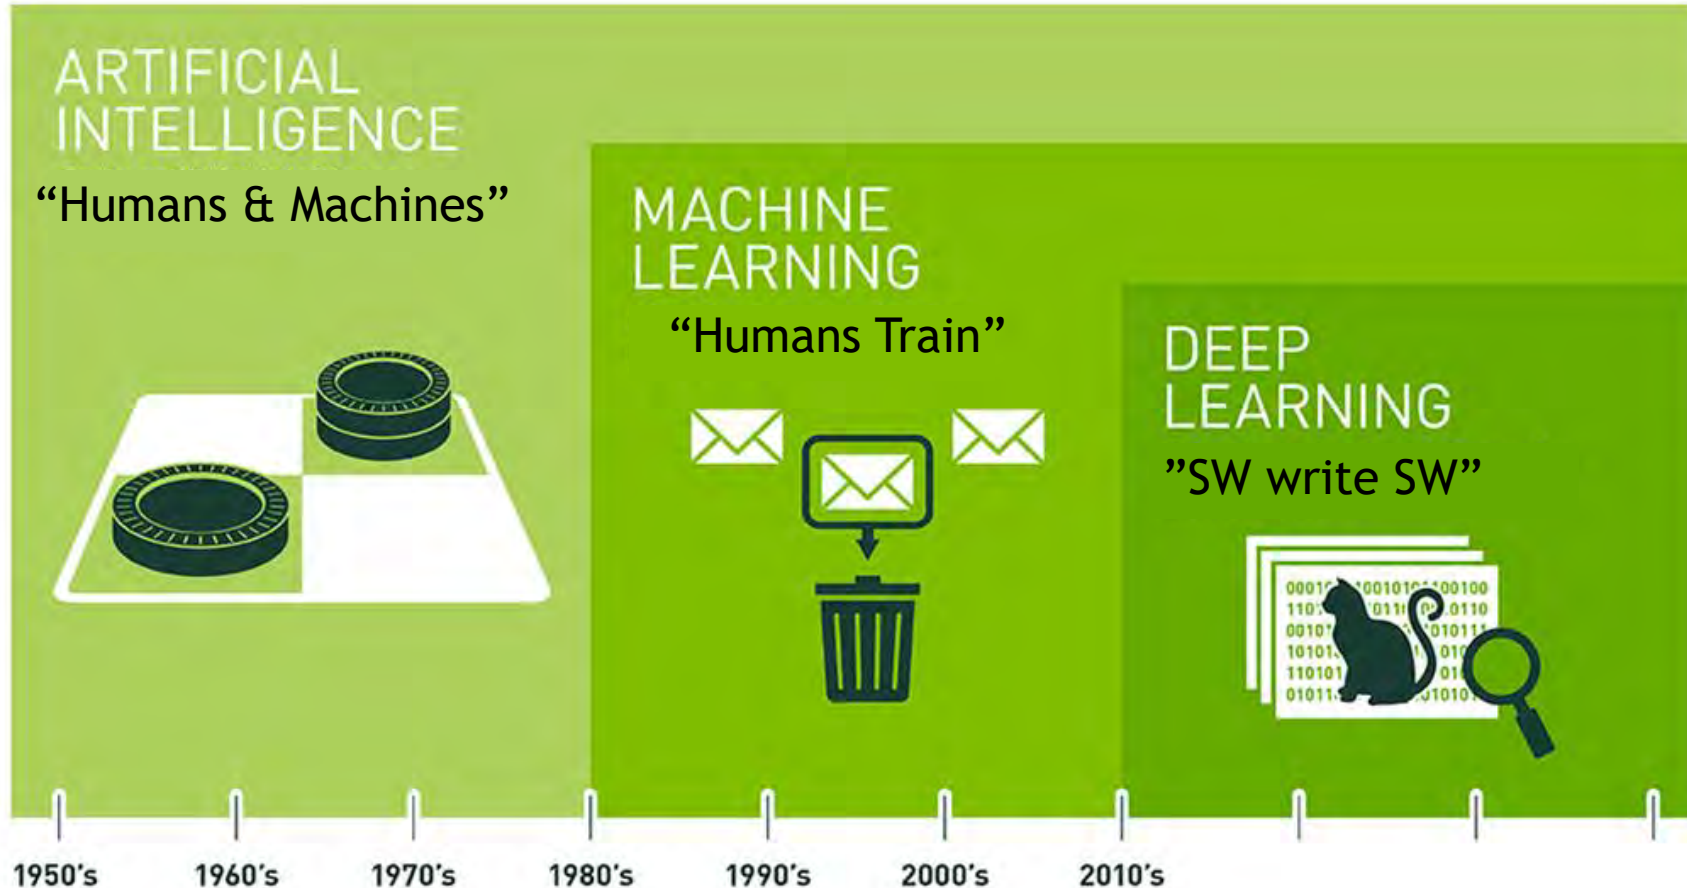 ARTIFICIAL
INTELLIGENCE
“Humans & Machines”
MACHINE
LEARNING
“Humans Train”
DEEP
LEARNING
”SW write SW”
1950's 1960's 1970's 1980's 1990's 2000's 2010's